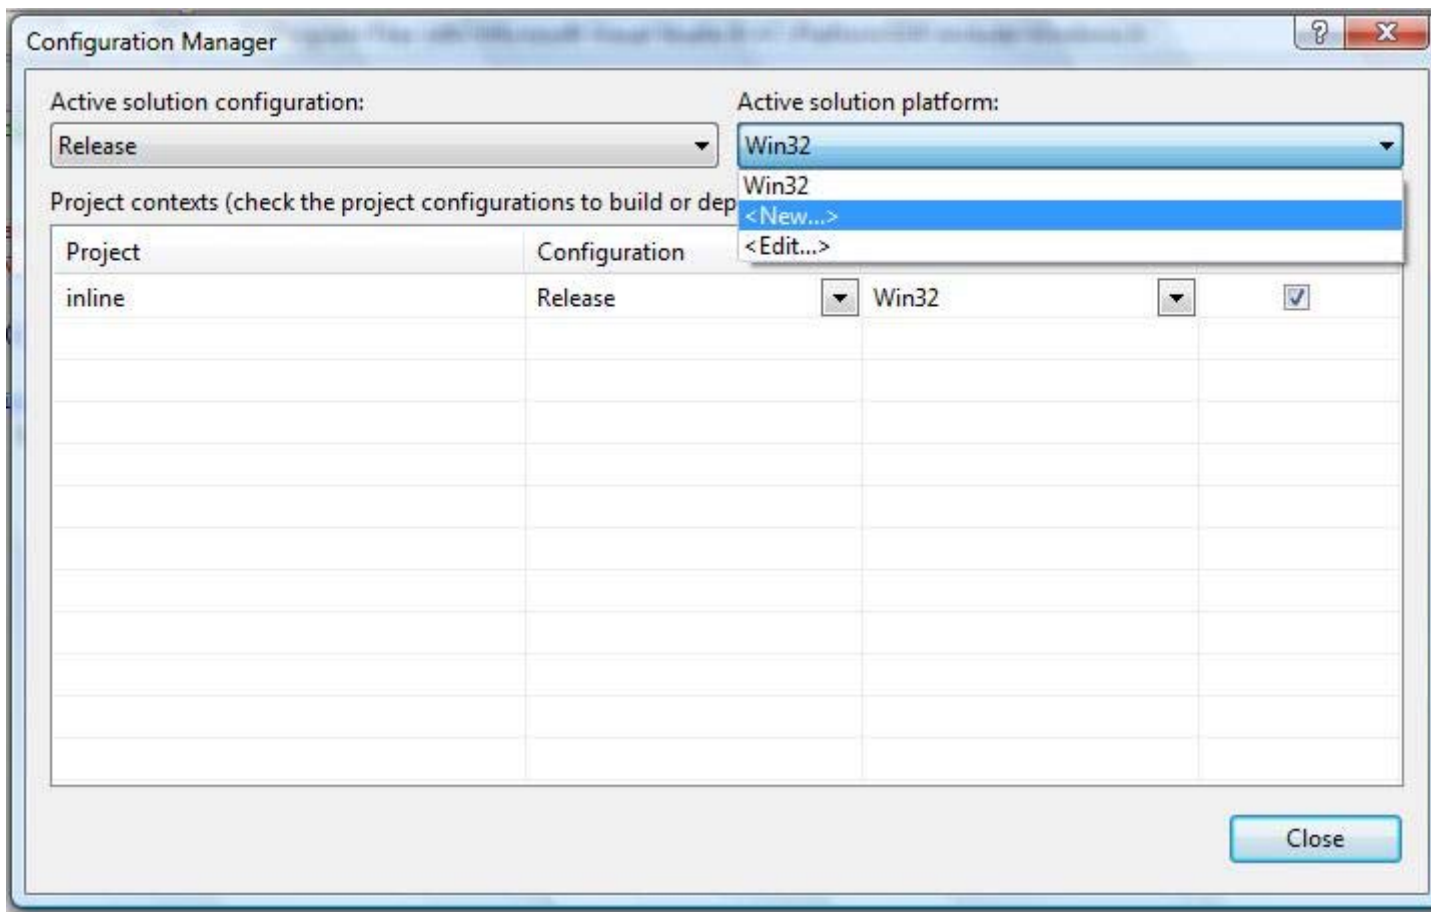 Configuration Manager
Active solution configuration:
Active solution platform:
Release
Win32
Win32
<New...>
<Edit...>
Project contexts (check the project configurations to build or dep
Project
Configuration
inline
Release
Win32
Close